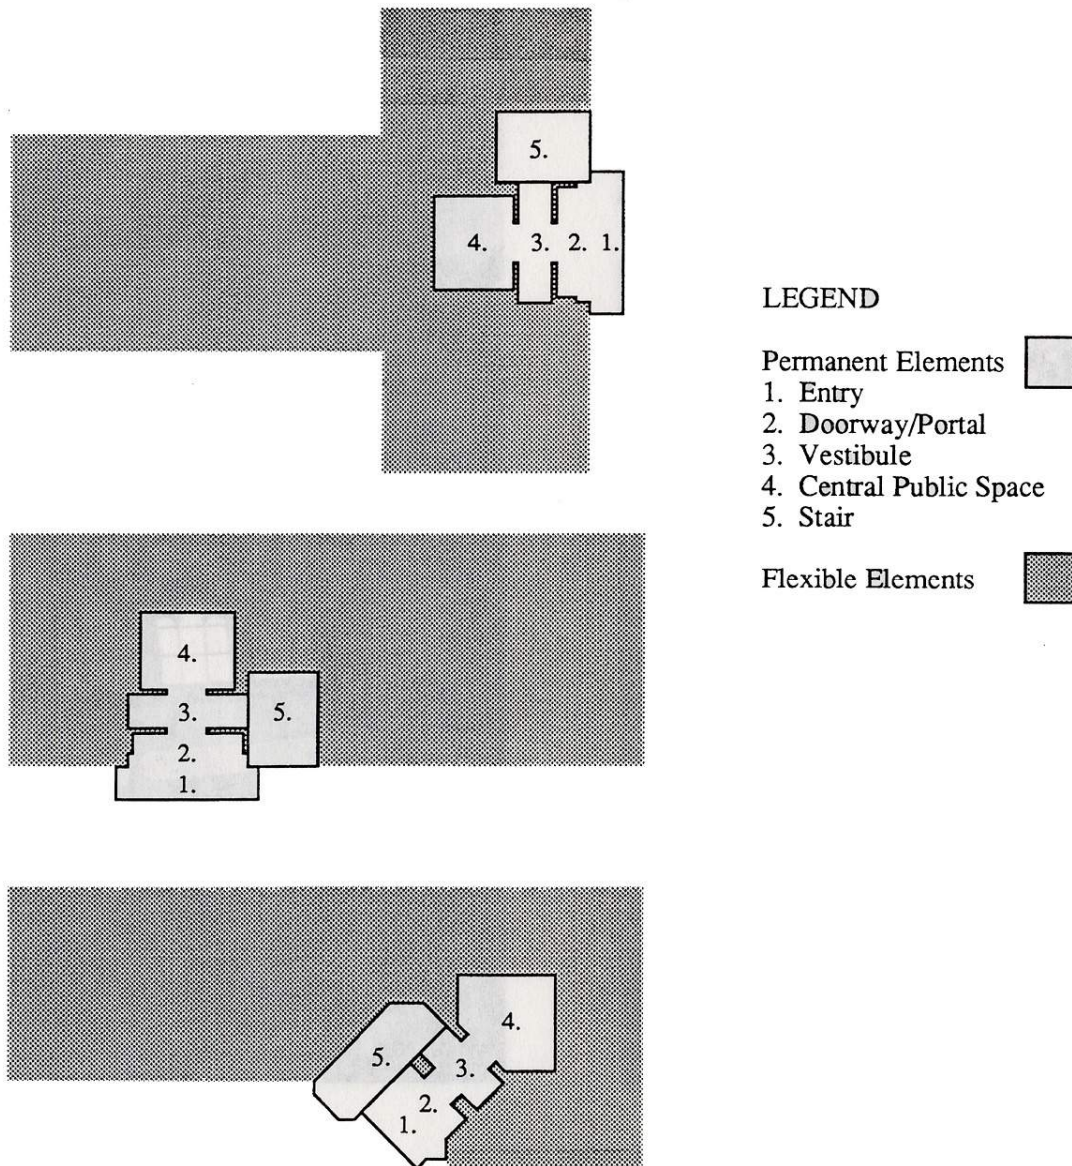 5.
4. 3. 2. 1.
LEGEND
Permanent Elements
1. Entry
2. Doorway/Portal
3. Vestibule
4. Central Public Space
5. Stair
Flexible Elements
4.
3. 5.
2.
1.
4.
5. 3.
2.
1.